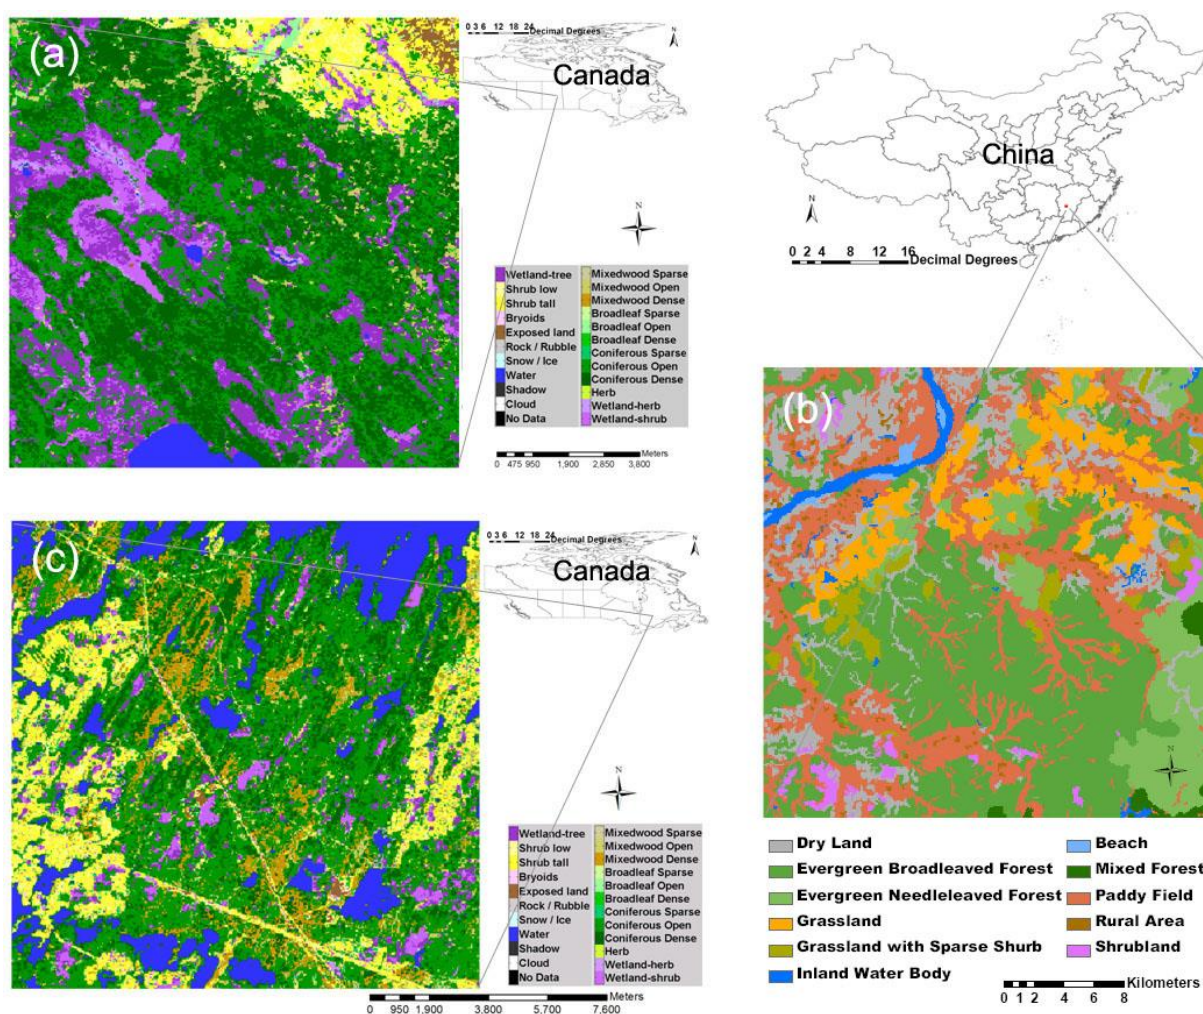 (a)
0 3 6 12 18 24
Decimal Degrees
N
Canada
N
Wetland-tree
Shrub low
Shrub tall
Bryoids
Exposed land
Rock / Rubble
Snow / Ice
Water
Shadow
Cloud
No Data
Mixedwood Sparse
Mixedwood Open
Mixedwood Dense
Broadleaf Sparse
Broadleaf Open
Broadleaf Dense
Coniferous Sparse
Coniferous Open
Coniferous Dense
Herb
Wetland-herb
Wetland-shrub
Meters
0 475 950 1,900 2,850 3,800
China
N
0 2 4 8 12 16
Decimal Degrees
(b)
N
Dry Land
Evergreen Broadleaved Forest
Evergreen Needleleaved Forest
Grassland
Grassland with Sparse Shurb
Inland Water Body
Beach
Mixed Forest
Paddy Field
Rural Area
Shrubland
Kilometers
0 1 2 4 6 8
(c)
0 3 6 12 18 24
Decimal Degrees
N
Canada
N
Wetland-tree
Shrub low
Shrub tall
Bryoids
Exposed land
Rock / Rubble
Snow / Ice
Water
Shadow
Cloud
No Data
Mixedwood Sparse
Mixedwood Open
Mixedwood Dense
Broadleaf Sparse
Broadleaf Open
Broadleaf Dense
Coniferous Sparse
Coniferous Open
Coniferous Dense
Herb
Wetland-herb
Wetland-shrub
Meters
0 950 1,900 3,800 5,700 7,600